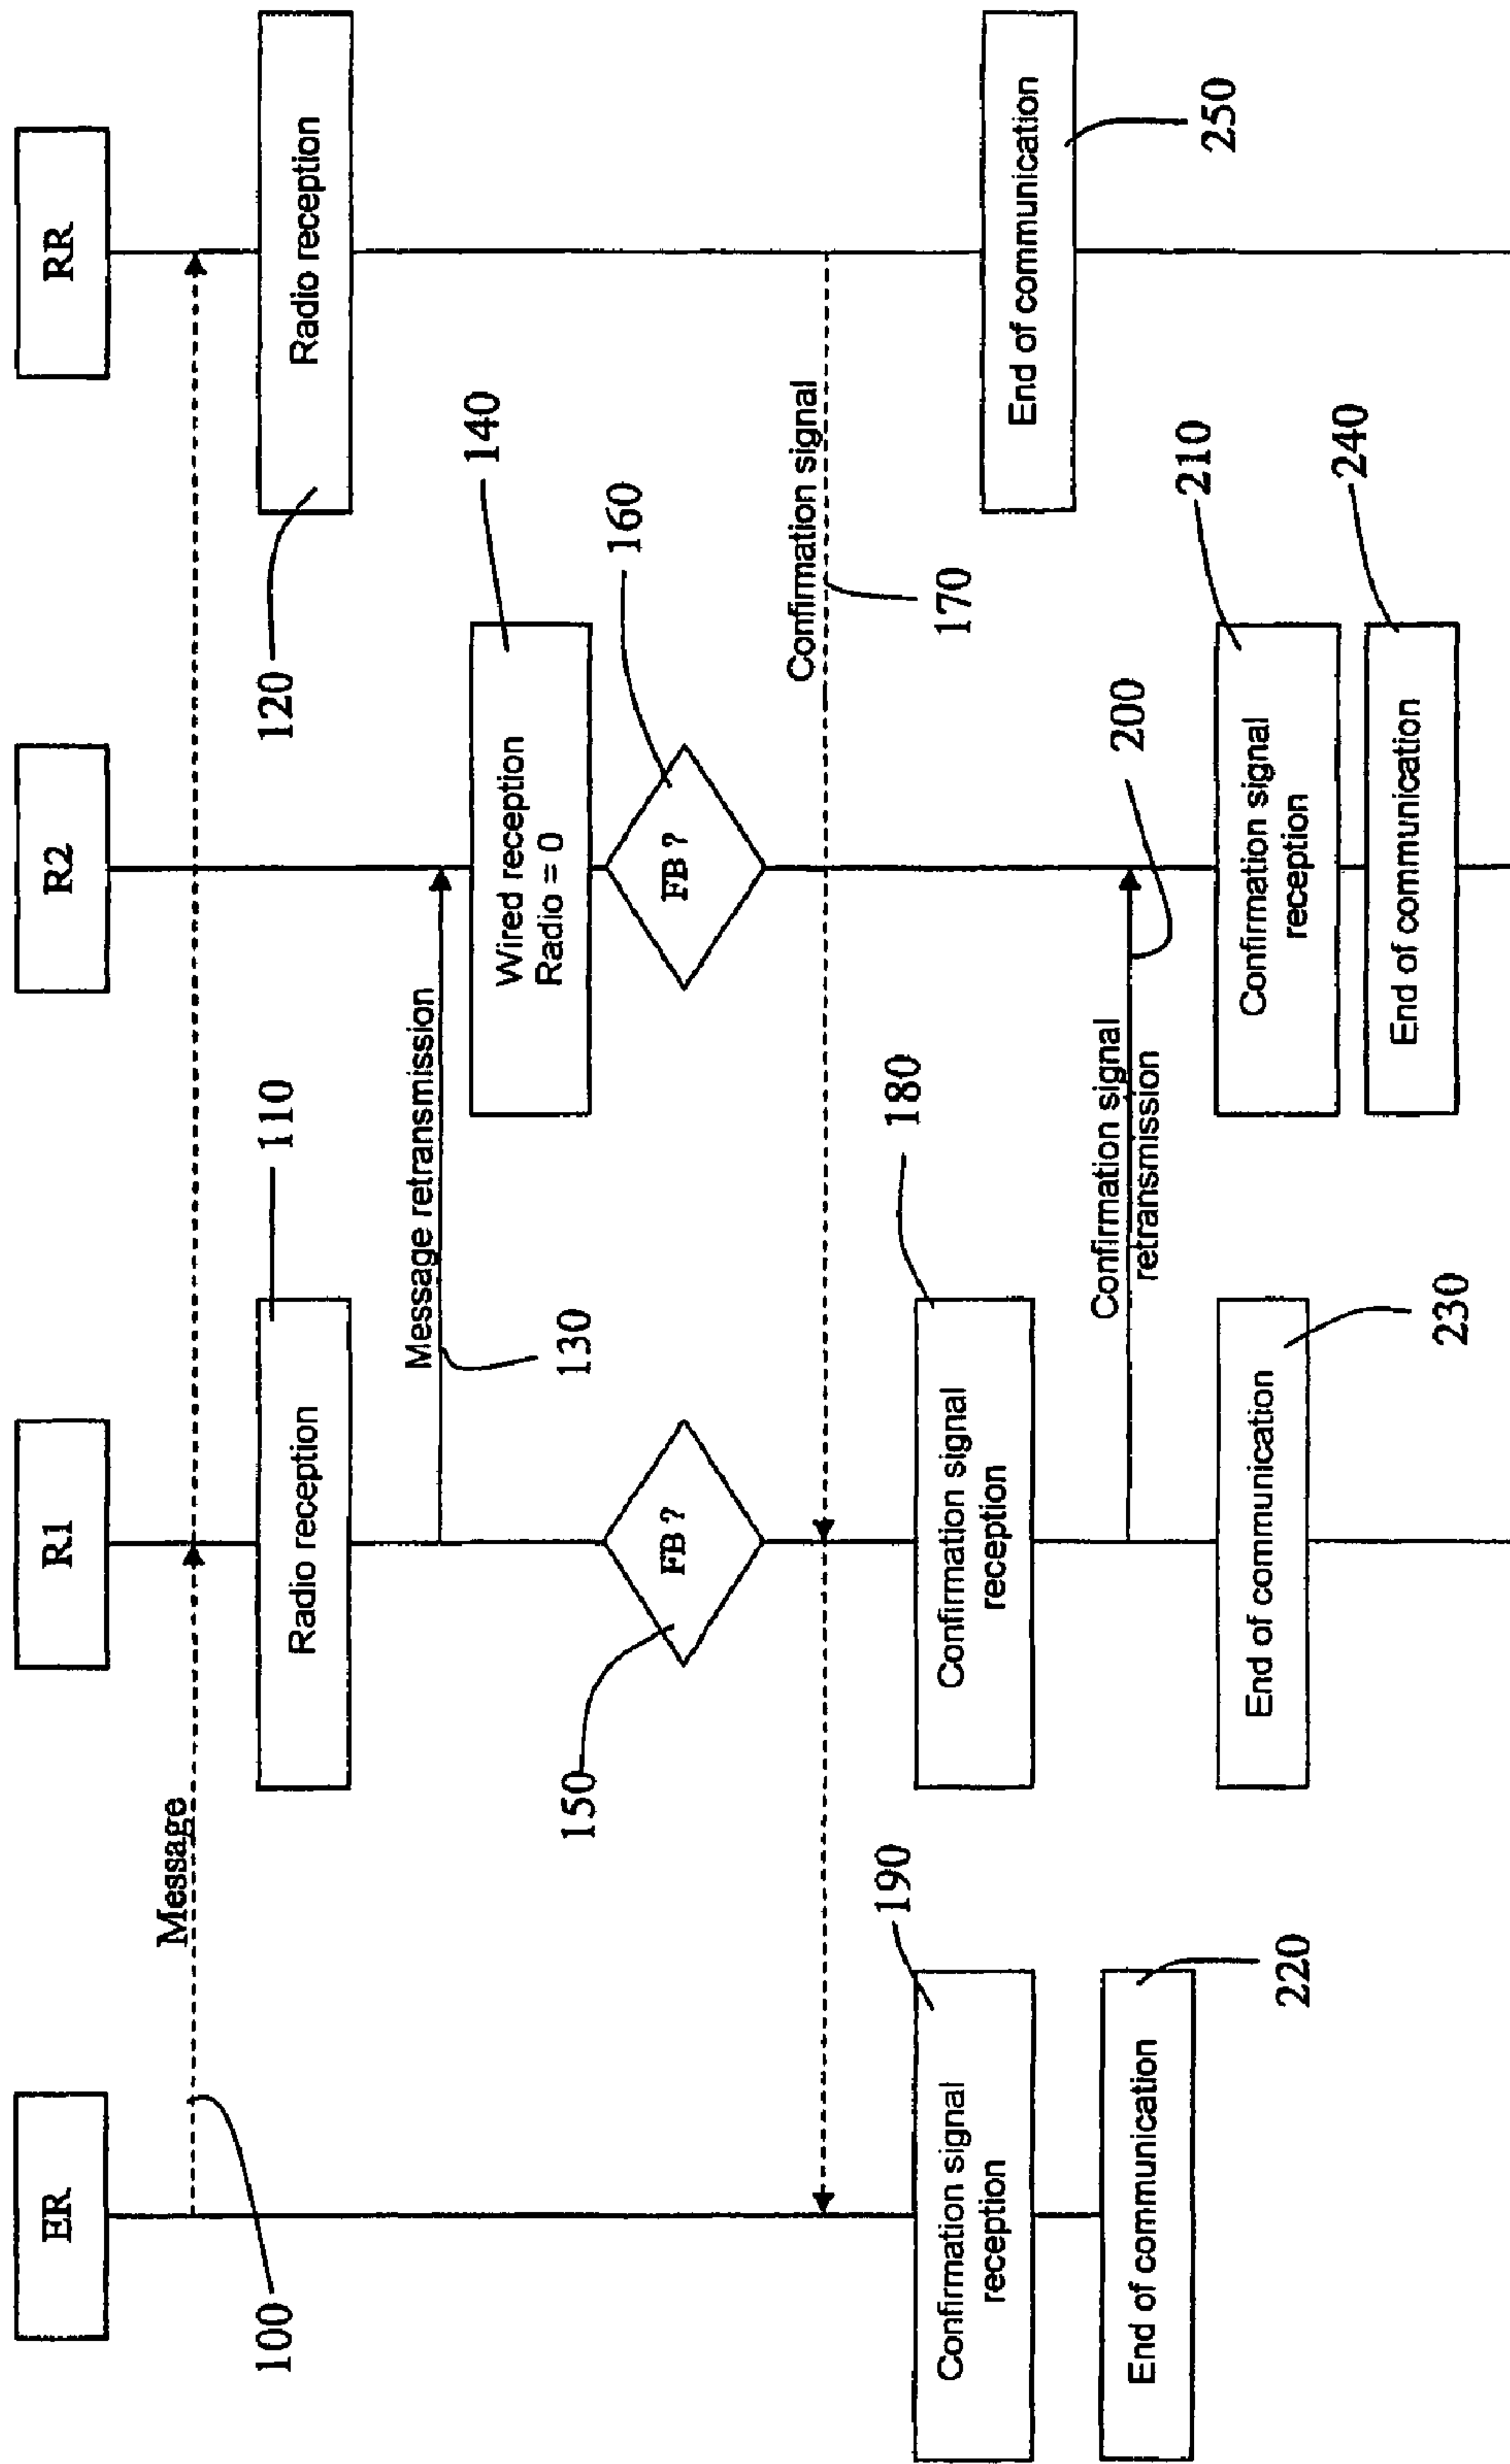 ER
R1
R2
RR
Message
100
Radio reception
110
Radio reception
120
Message retransmission
130
Wired reception
Radio = 0
140
FB ?
150
FB ?
160
Confirmation signal
170
Confirmation signal
reception
190
Confirmation signal
reception
180
End of communication
250
End of communication
220
Confirmation signal
retransmission
200
End of communication
230
Confirmation signal
reception
210
End of communication
240